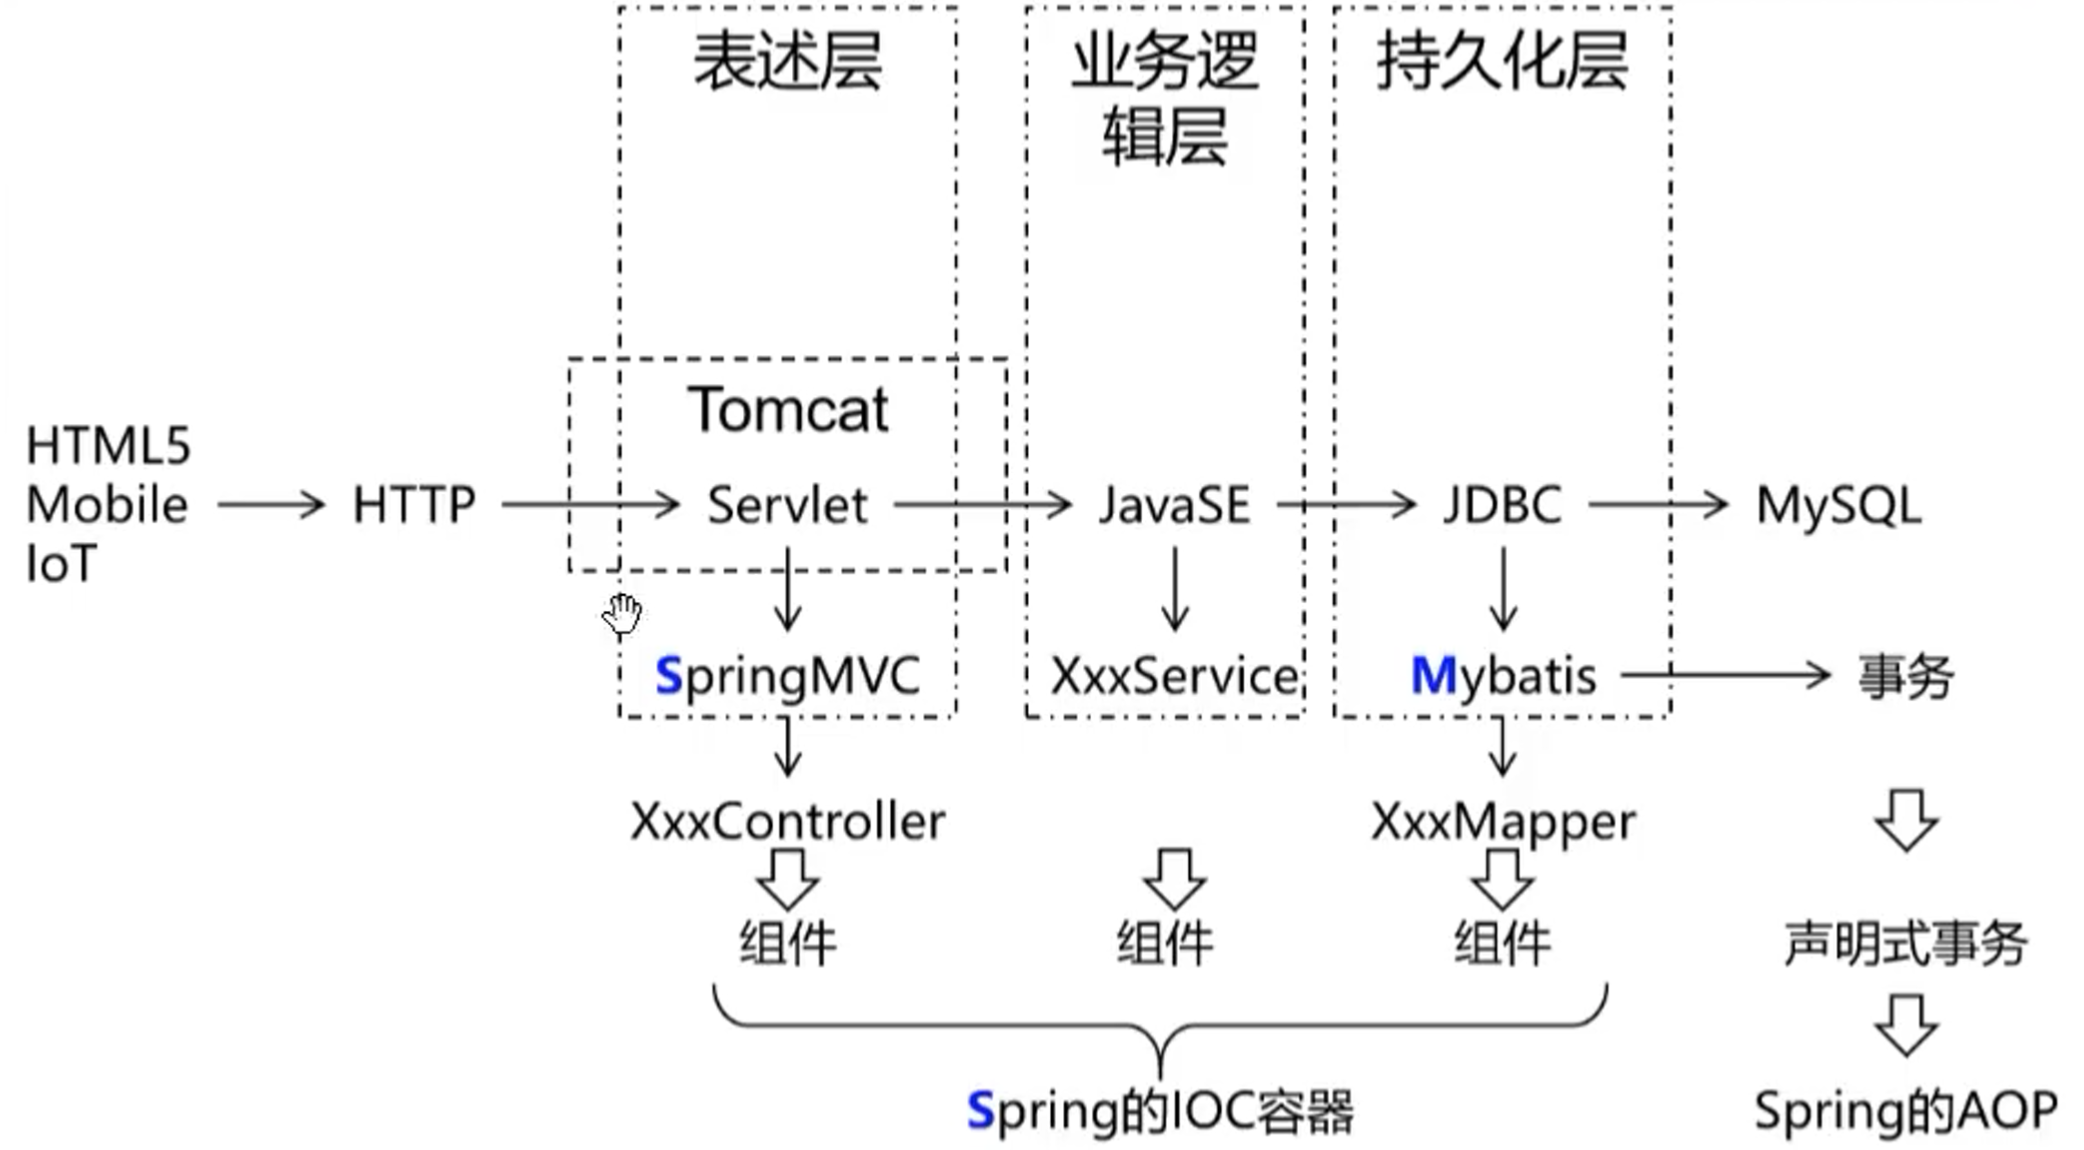 表述层
业务逻
辑层
持久化层
Tomcat
HTML5
Mobile
IoT
HTTP
Servlet
JavaSE
JDBC
MySQL
SpringMVC
XxxService
Mybatis
事务
XxxController
XxxMapper
组件
组件
组件
声明式事务
Spring的IOC容器
Spring的AOP